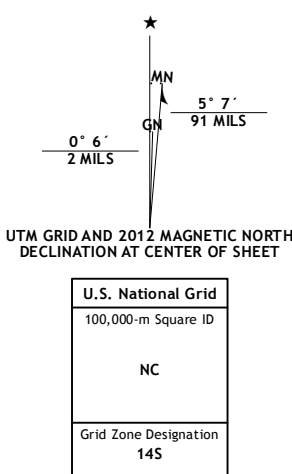 MN
GN
5° 7´
91 MILS
0° 6´
2 MILS
UTM GRID AND 2012 MAGNETIC NORTH
DECLINATION AT CENTER OF SHEET
U.S. National Grid
100,000-m Square ID
NC
Grid Zone Designation
14S